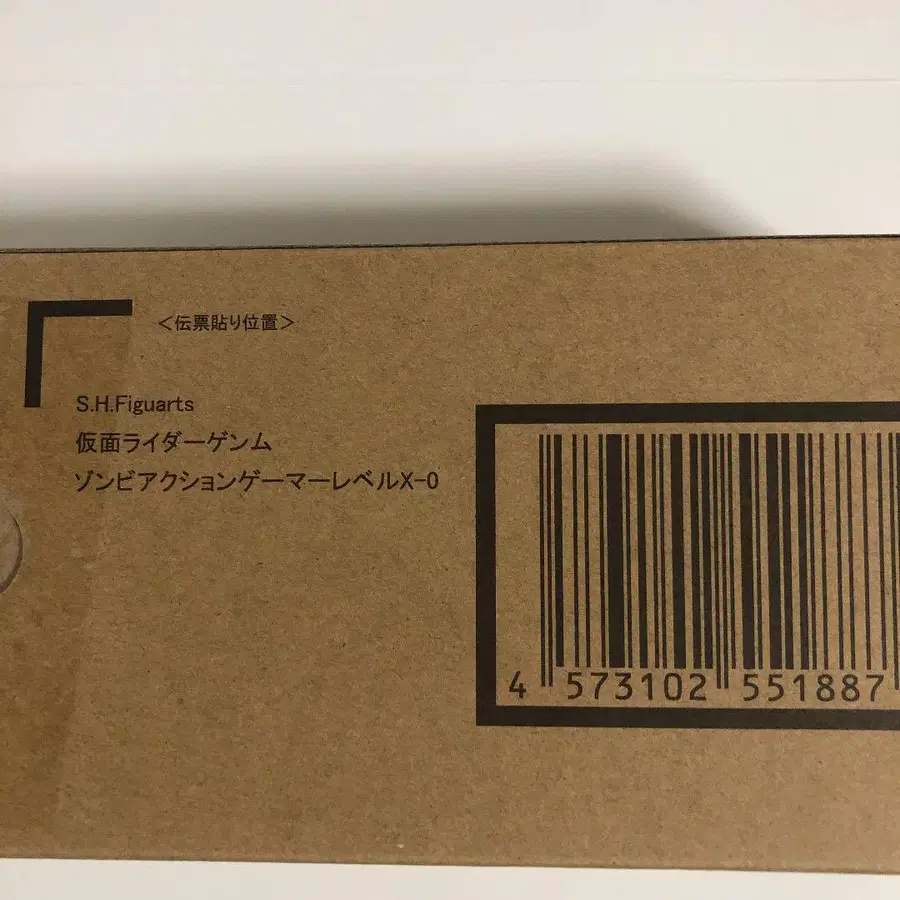 <伝票貼り位置>
S.H.Figuarts
仮面ライダーゲンム
ゾンビアクションゲーマーレベルX-0
4 573102 551887